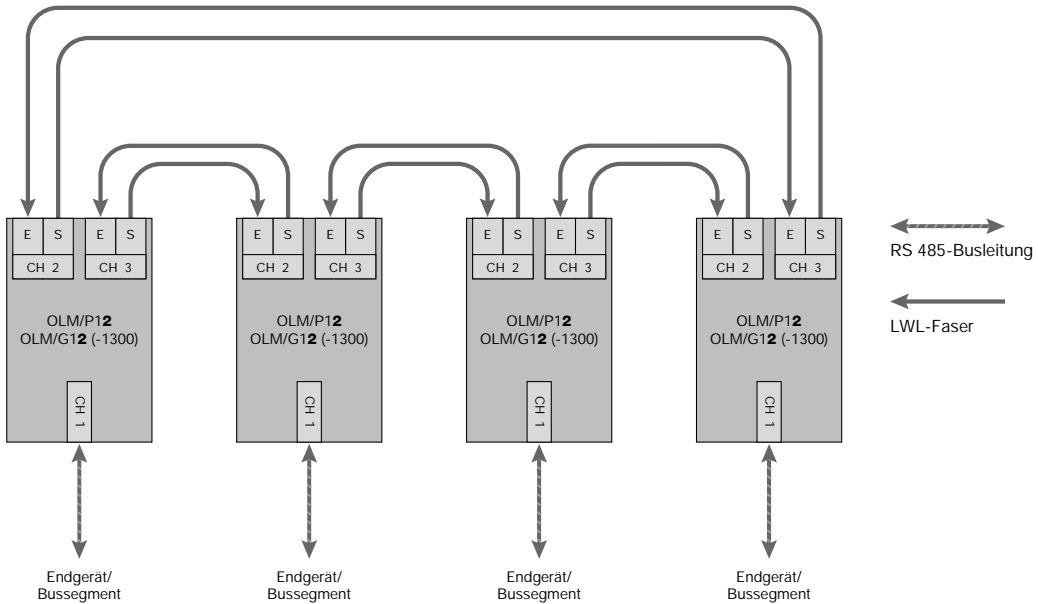 E S E S E S E S E S E S E S E S
CH 2 CH 3 CH 2 CH 3 CH 2 CH 3 CH 2 CH 3
RS 485-Busleitung
OLM/P12 OLM/P12 OLM/P12 OLM/P12
OLM/G12 (-1300) OLM/G12 (-1300) OLM/G12 (-1300) OLM/G12 (-1300)
LWL-Faser
CH 1 CH 1 CH 1 CH 1
Endgerät/ Endgerät/ Endgerät/ Endgerät/
Bussegment Bussegment Bussegment Bussegment